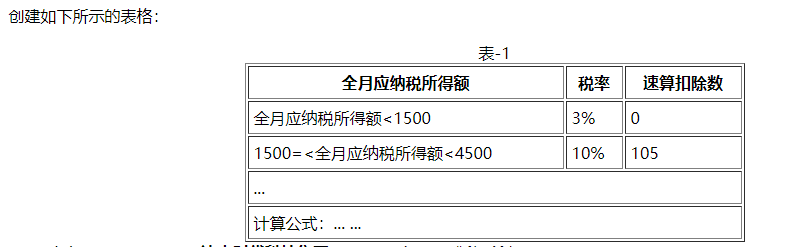 创建如下所示的表格：
表-1
全月应纳税所得额 税率 速算扣除数
全月应纳税所得额<1500 3% 0
1500=<全月应纳税所得额<4500 10% 105
...
计算公式：... ...